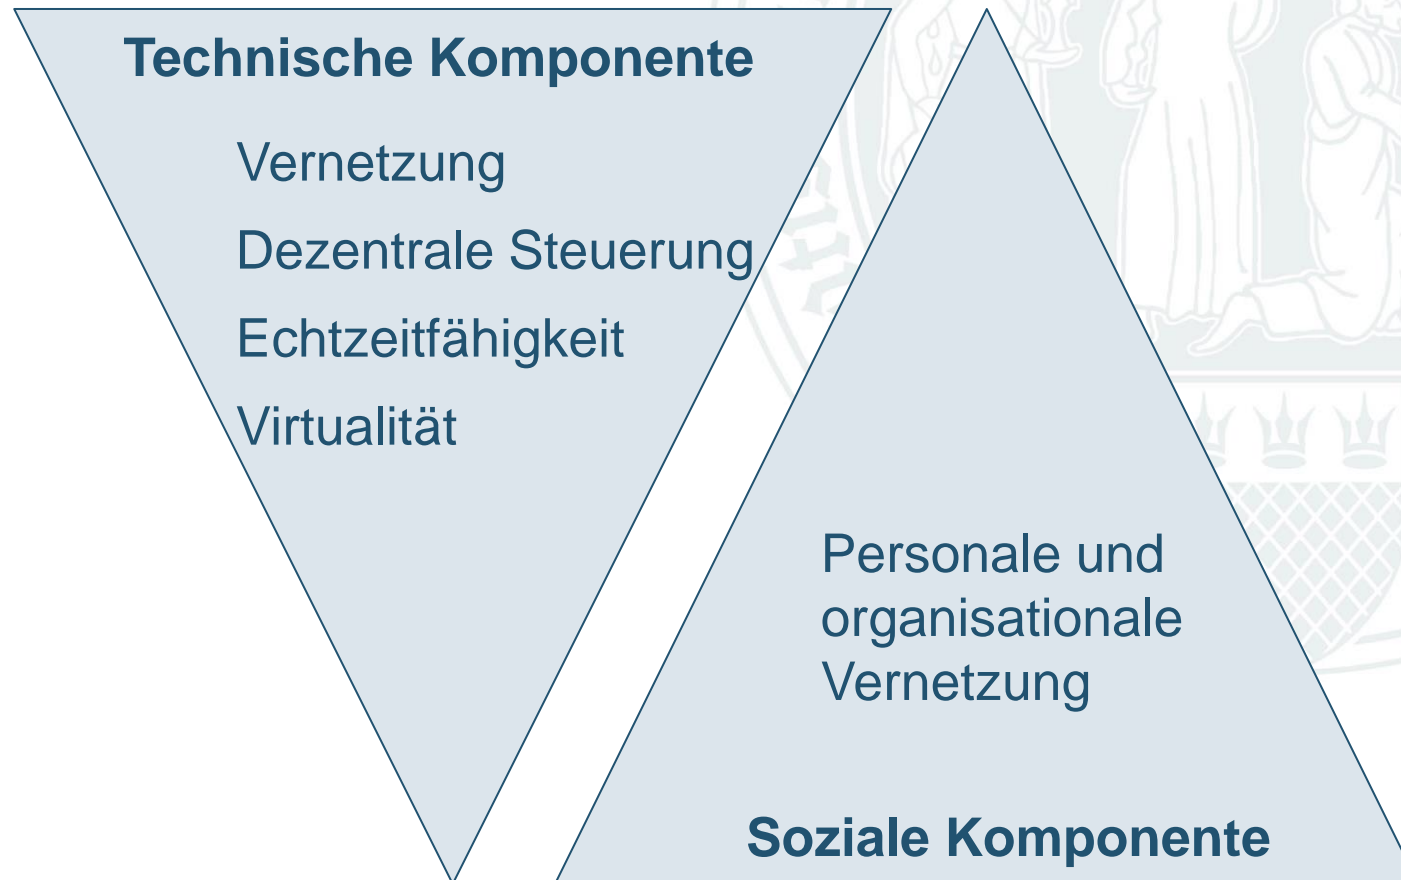 Technische Komponente
Vernetzung
Dezentrale Steuerung
Echtzeitfähigkeit
Virtualität
Personale und
organisationale
Vernetzung
Soziale Komponente